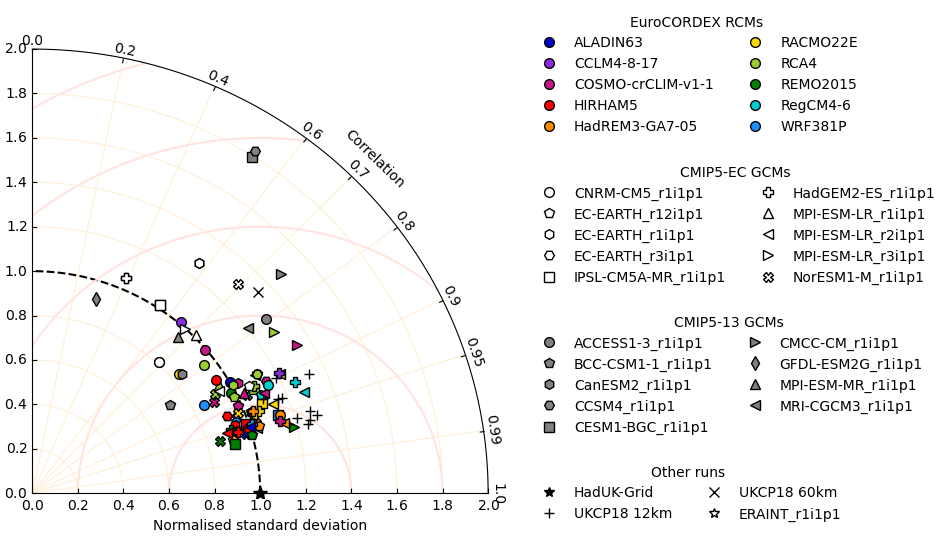 EuroCORDEX RCMs
ALADIN63
CCLM4-8-17
COSMO-crCLIM-v1-1
HIRHAM5
HadREM3-GA7-05
RACMO22E
RCA4
REMO2015
RegCM4-6
WRF381P
CMIP5-EC GCMs
CNRM-CM5_r1i1p1
EC-EARTH_r12i1p1
EC-EARTH_r1i1p1
EC-EARTH_r3i1p1
IPSL-CM5A-MR_r1i1p1
HadGEM2-ES_r1i1p1
MPI-ESM-LR_r1i1p1
MPI-ESM-LR_r2i1p1
MPI-ESM-LR_r3i1p1
NorESM1-M_r1i1p1
CMIP5-13 GCMs
ACCESS1-3_r1i1p1
BCC-CSM1-1_r1i1p1
CanESM2_r1i1p1
CCSM4_r1i1p1
CESM1-BGC_r1i1p1
CMCC-CM_r1i1p1
GFDL-ESM2G_r1i1p1
MPI-ESM-MR_r1i1p1
MRI-CGCM3_r1i1p1
Other runs
HadUK-Grid
UKCP18 12km
UKCP18 60km
ERAINT_r1i1p1
0.0
0.2
0.4
0.6
Correlation
0.7
0.8
0.9
0.95
0.99
1.0
2.0
1.8
1.6
1.4
1.2
1.0
0.8
0.6
0.4
0.2
0.0
0.0 0.2 0.4 0.6 0.8 1.0 1.2 1.4 1.6 1.8 2.0
Normalised standard deviation